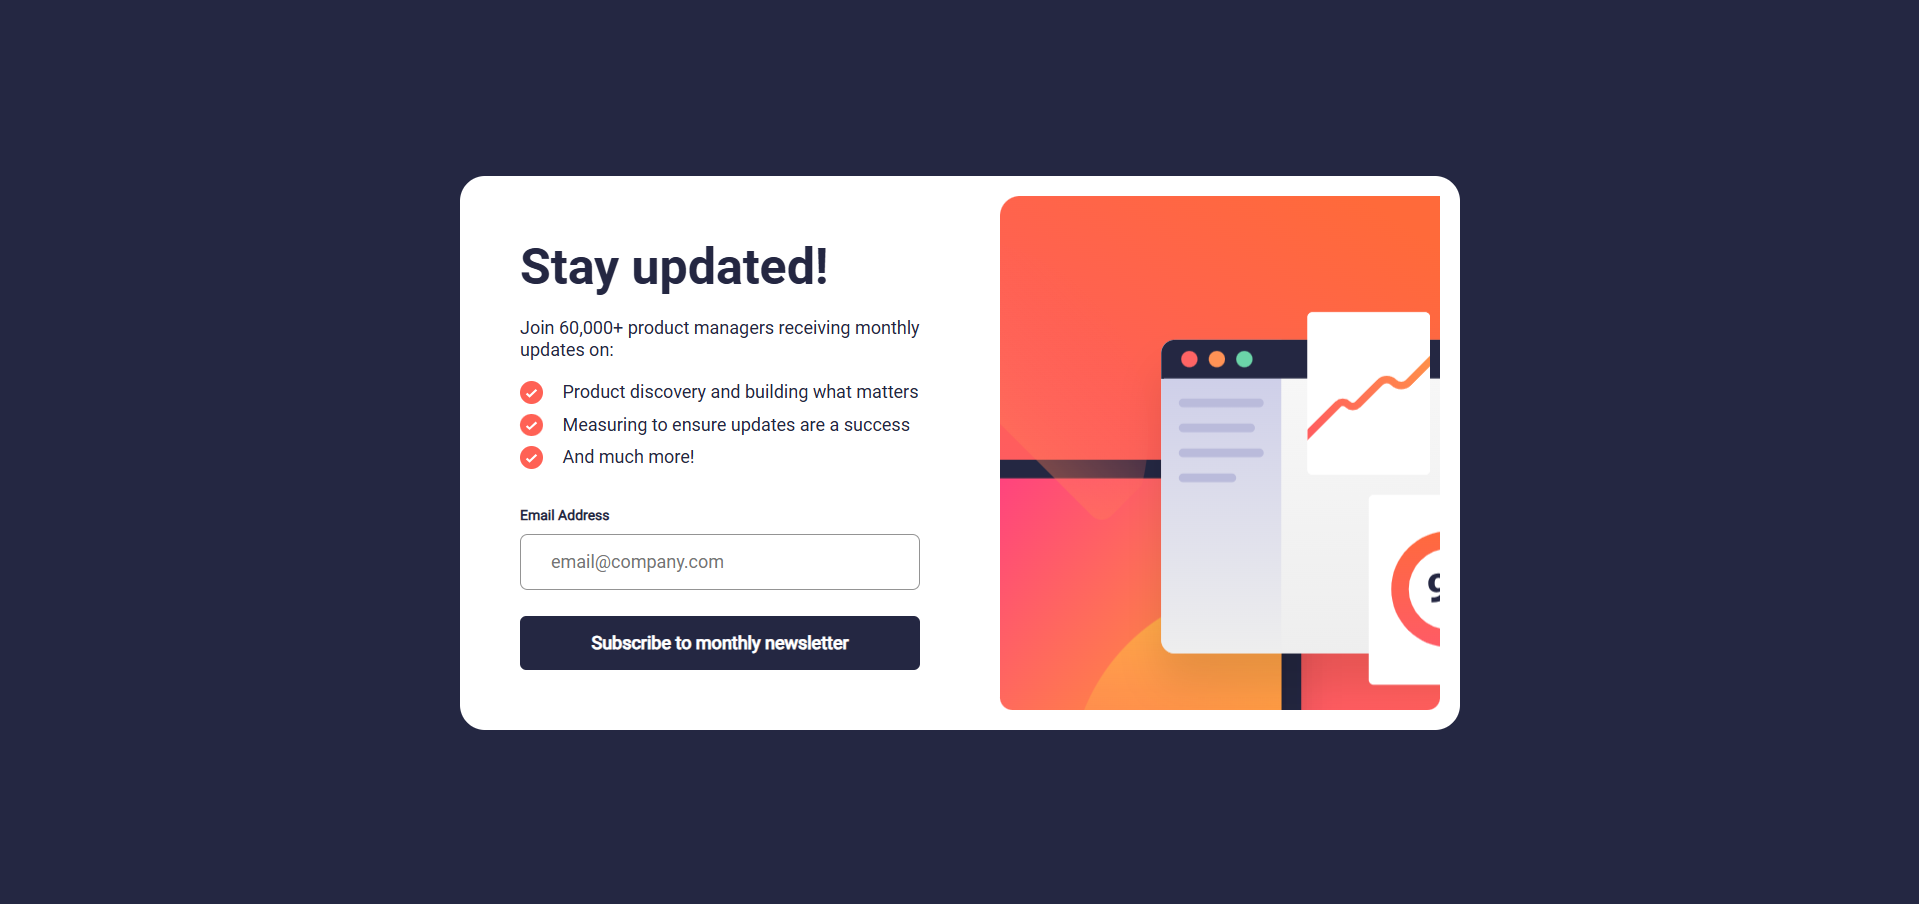 Stay updated!
Join 60,000+ product managers receiving monthly
updates on:
Product discovery and building what matters
Measuring to ensure updates are a success
And much more!
Email Address
email@company.com
Subscribe to monthly newsletter